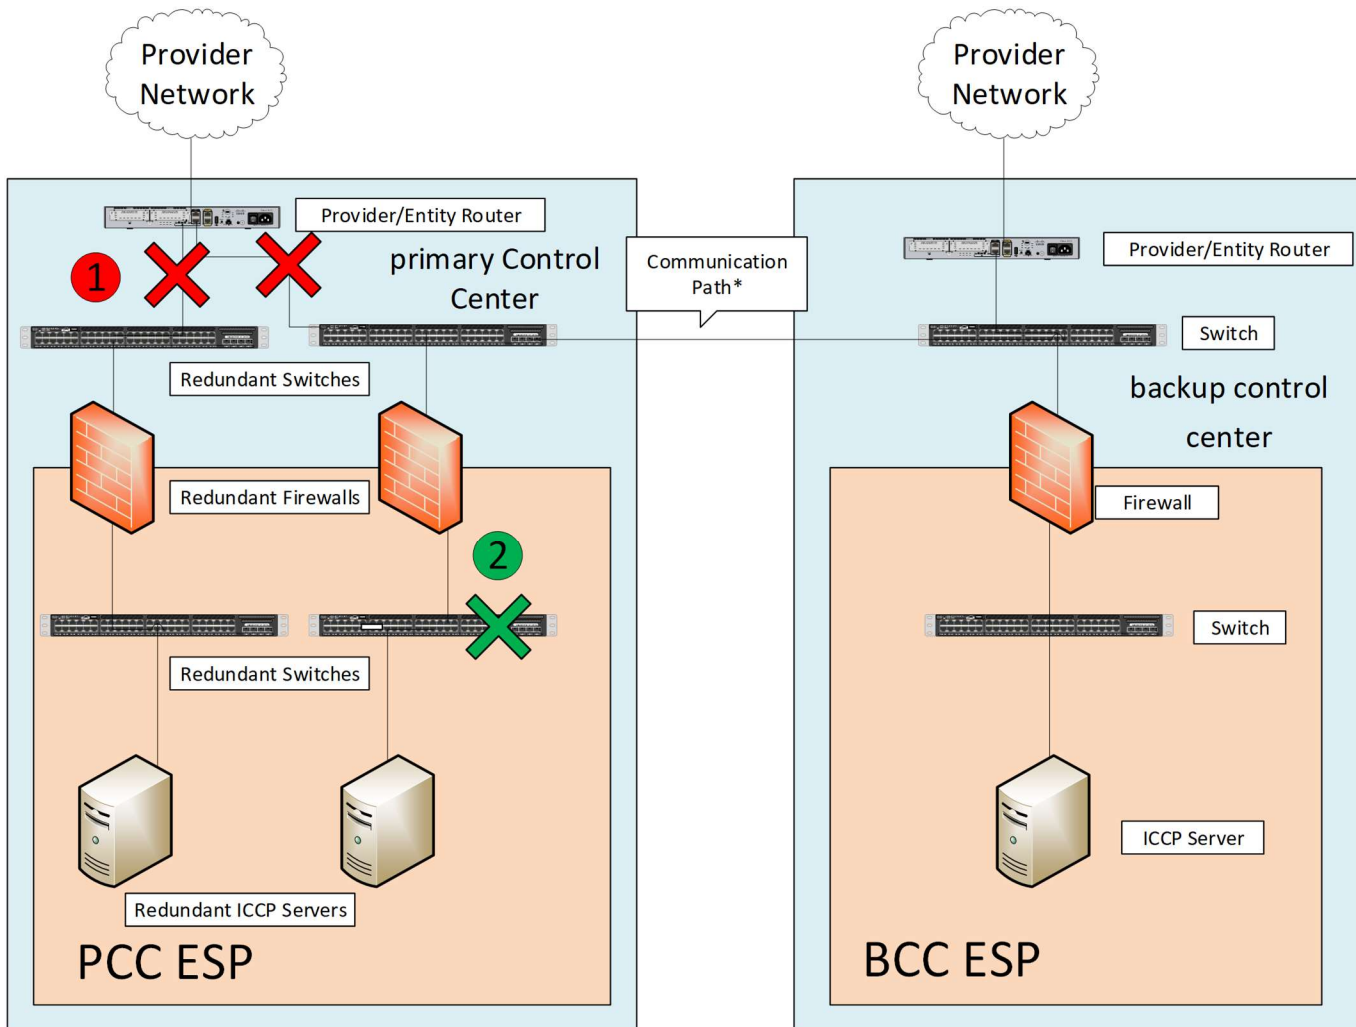 Provider
Network
Provider
Network
Provider/Entity Router
1
primary Control
Center
Communication
Path*
Provider/Entity Router
Redundant Switches
Switch
backup control
center
Redundant Firewalls
Firewall
2
Redundant Switches
Switch
Redundant ICCP Servers
ICCP Server
PCC ESP
BCC ESP